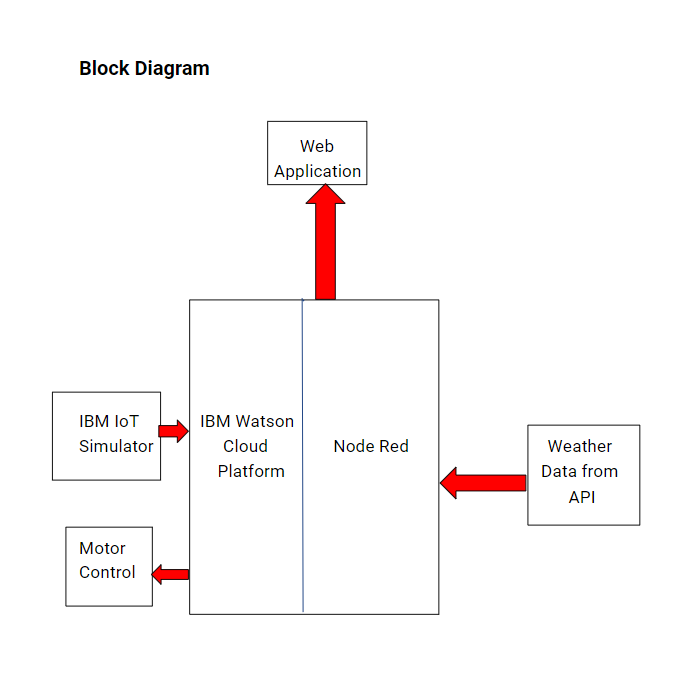 Block Diagram
Web
Application
IBM IoT
Simulator
IBM Watson
Cloud
Platform
Node Red
Weather
Data from
API
Motor
Control